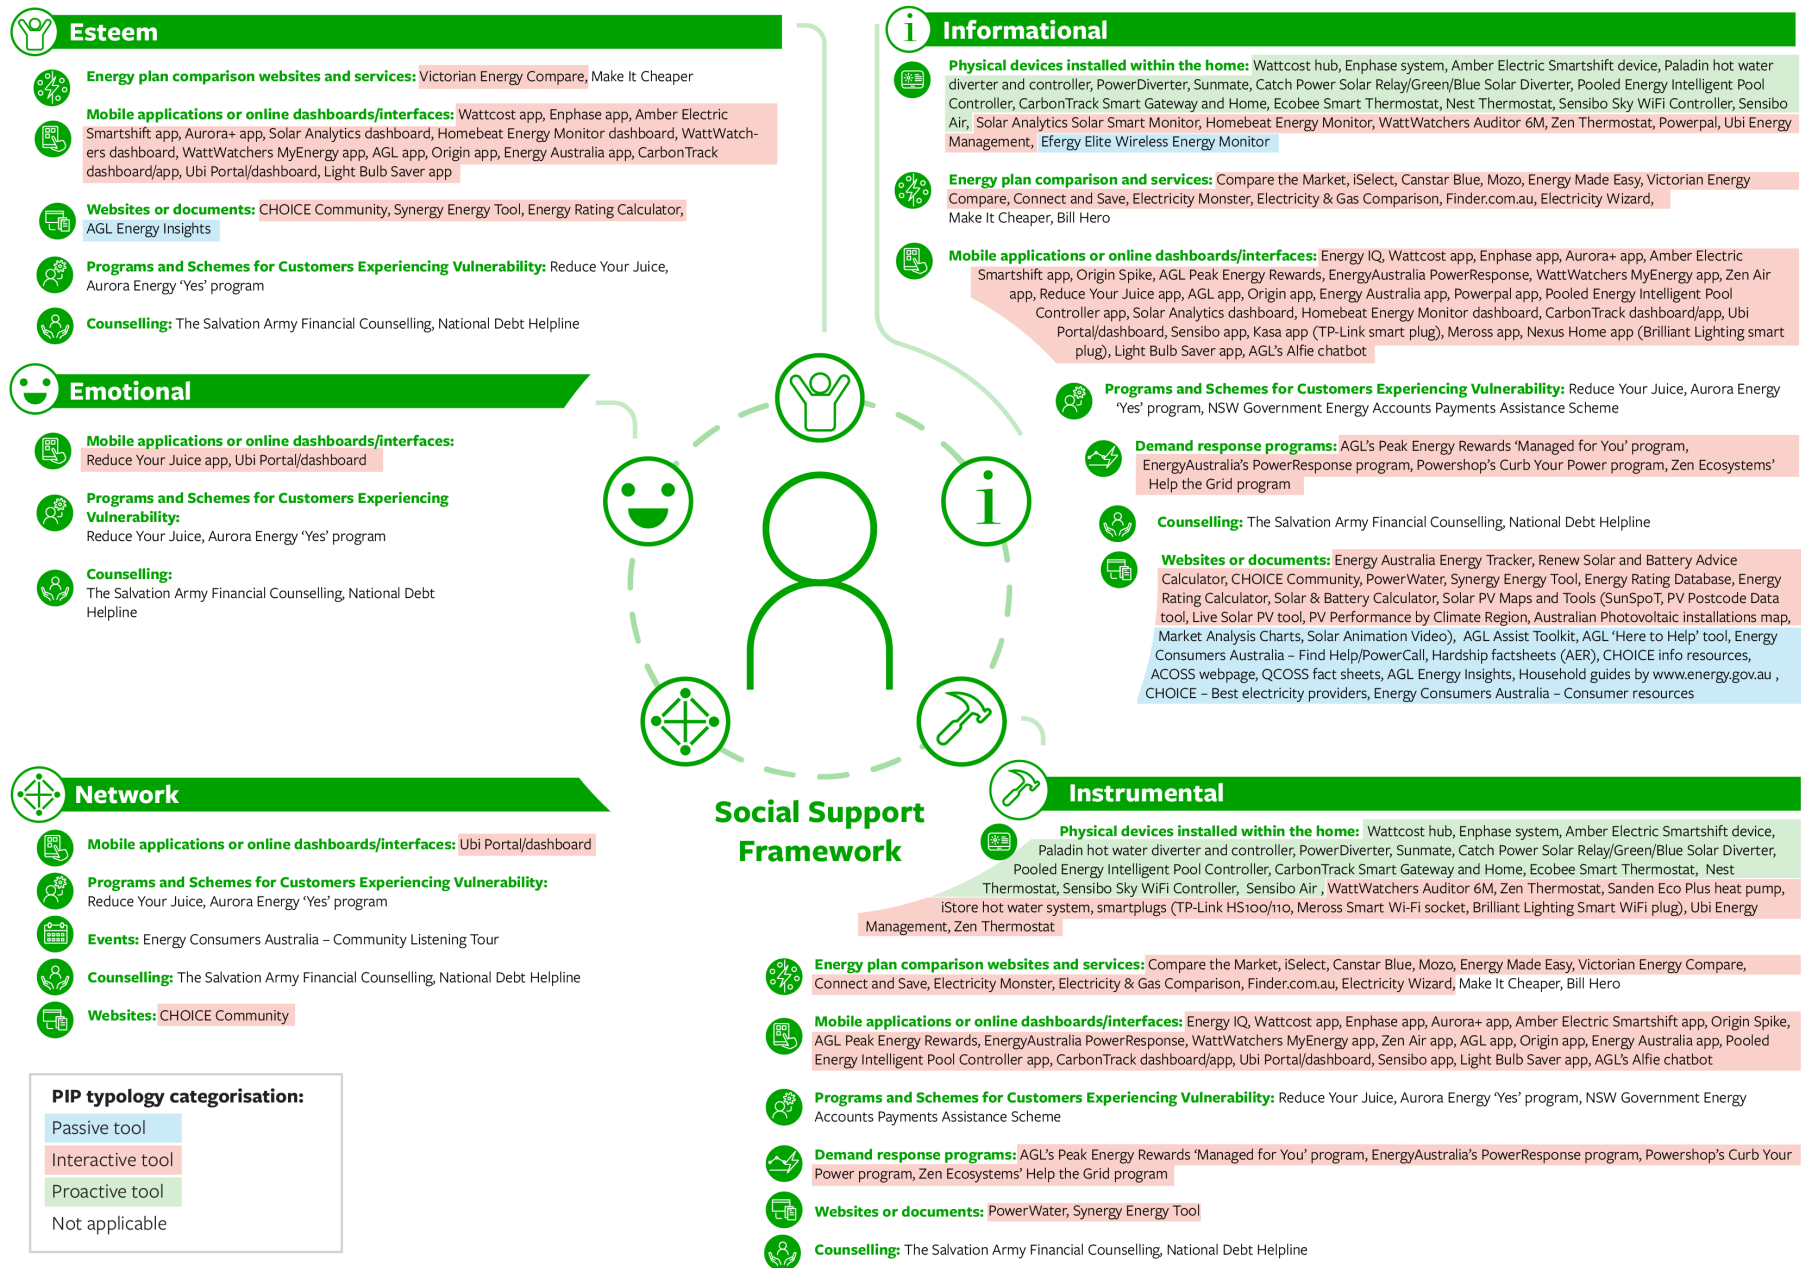 Esteem
Energy plan comparison websites and services: Victorian Energy Compare, Make It Cheaper
Mobile applications or online dashboards/interfaces: Wattcost app, Enphase app, Amber Electric
Smartshift app, Aurora+ app, Solar Analytics dashboard, Homebeat Energy Monitor dashboard, WattWatch-
ers dashboard, WattWatchers MyEnergy app, AGL app, Origin app, Energy Australia app, CarbonTrack
dashboard/app, Ubi Portal/dashboard, Light Bulb Saver app
Websites or documents: CHOICE Community, Synergy Energy Tool, Energy Rating Calculator,
AGL Energy Insights
Programs and Schemes for Customers Experiencing Vulnerability: Reduce Your Juice,
Aurora Energy ‘Yes’ program
Counselling: The Salvation Army Financial Counselling, National Debt Helpline
Emotional
Mobile applications or online dashboards/interfaces:
Reduce Your Juice app, Ubi Portal/dashboard
Programs and Schemes for Customers Experiencing
Vulnerability:
Reduce Your Juice, Aurora Energy ‘Yes’ program
Counselling:
The Salvation Army Financial Counselling, National Debt
Helpline
Network
Mobile applications or online dashboards/interfaces: Ubi Portal/dashboard
Programs and Schemes for Customers Experiencing Vulnerability:
Reduce Your Juice, Aurora Energy ‘Yes’ program
Events: Energy Consumers Australia – Community Listening Tour
Counselling: The Salvation Army Financial Counselling, National Debt Helpline
Websites: CHOICE Community
PIP typology categorisation:
Passive tool
Interactive tool
Proactive tool
Not applicable
Social Support
Framework
i
i
Informational
Physical devices installed within the home: Wattcost hub, Enphase system, Amber Electric Smartshift device, Paladin hot water
diverter and controller, PowerDiverter, Sunmate, Catch Power Solar Relay/Green/Blue Solar Diverter, Pooled Energy Intelligent Pool
Controller, CarbonTrack Smart Gateway and Home, Ecobee Smart Thermostat, Nest Thermostat, Sensibo Sky WiFi Controller, Sensibo
Air, Solar Analytics Solar Smart Monitor, Homebeat Energy Monitor, WattWatchers Auditor 6M, Zen Thermostat, Powerpal, Ubi Energy
Management, Efergy Elite Wireless Energy Monitor
Energy plan comparison and services: Compare the Market, iSelect, Canstar Blue, Mozo, Energy Made Easy, Victorian Energy
Compare, Connect and Save, Electricity Monster, Electricity & Gas Comparison, Finder.com.au, Electricity Wizard,
Make It Cheaper, Bill Hero
Mobile applications or online dashboards/interfaces: Energy IQ, Wattcost app, Enphase app, Aurora+ app, Amber Electric
Smartshift app, Origin Spike, AGL Peak Energy Rewards, EnergyAustralia PowerResponse, WattWatchers MyEnergy app, Zen Air
app, Reduce Your Juice app, AGL app, Origin app, Energy Australia app, Powerpal app, Pooled Energy Intelligent Pool
Controller app, Solar Analytics dashboard, Homebeat Energy Monitor dashboard, CarbonTrack dashboard/app, Ubi
Portal/dashboard, Sensibo app, Kasa app (TP-Link smart plug), Meross app, Nexus Home app (Brilliant Lighting smart
plug), Light Bulb Saver app, AGL’s Alfie chatbot
Programs and Schemes for Customers Experiencing Vulnerability: Reduce Your Juice, Aurora Energy
‘Yes’ program, NSW Government Energy Accounts Payments Assistance Scheme
Demand response programs: AGL’s Peak Energy Rewards ‘Managed for You’ program,
EnergyAustralia’s PowerResponse program, Powershop’s Curb Your Power program, Zen Ecosystems’
Help the Grid program
Counselling: The Salvation Army Financial Counselling, National Debt Helpline
Websites or documents: Energy Australia Energy Tracker, Renew Solar and Battery Advice
Calculator, CHOICE Community, PowerWater, Synergy Energy Tool, Energy Rating Database, Energy
Rating Calculator, Solar & Battery Calculator, Solar PV Maps and Tools (SunSpoT, PV Postcode Data
tool, Live Solar PV tool, PV Performance by Climate Region, Australian Photovoltaic installations map,
Market Analysis Charts, Solar Animation Video), AGL Assist Toolkit, AGL ‘Here to Help’ tool, Energy
Consumers Australia – Find Help/PowerCall, Hardship factsheets (AER), CHOICE info resources,
ACOSS webpage, QCOSS fact sheets, AGL Energy Insights, Household guides by www.energy.gov.au ,
CHOICE – Best electricity providers, Energy Consumers Australia – Consumer resources
Instrumental
Physical devices installed within the home: Wattcost hub, Enphase system, Amber Electric Smartshift device,
Paladin hot water diverter and controller, PowerDiverter, Sunmate, Catch Power Solar Relay/Green/Blue Solar Diverter,
Pooled Energy Intelligent Pool Controller, CarbonTrack Smart Gateway and Home, Ecobee Smart Thermostat, Nest
Thermostat, Sensibo Sky WiFi Controller, Sensibo Air , WattWatchers Auditor 6M, Zen Thermostat, Sanden Eco Plus heat pump,
iStore hot water system, smartplugs (TP-Link HS100/110, Meross Smart Wi-Fi socket, Brilliant Lighting Smart WiFi plug), Ubi Energy
Management, Zen Thermostat
Energy plan comparison websites and services: Compare the Market, iSelect, Canstar Blue, Mozo, Energy Made Easy, Victorian Energy Compare,
Connect and Save, Electricity Monster, Electricity & Gas Comparison, Finder.com.au, Electricity Wizard, Make It Cheaper, Bill Hero
Mobile applications or online dashboards/interfaces: Energy IQ, Wattcost app, Enphase app, Aurora+ app, Amber Electric Smartshift app, Origin Spike,
AGL Peak Energy Rewards, EnergyAustralia PowerResponse, WattWatchers MyEnergy app, Zen Air app, AGL app, Origin app, Energy Australia app, Pooled
Energy Intelligent Pool Controller app, CarbonTrack dashboard/app, Ubi Portal/dashboard, Sensibo app, Light Bulb Saver app, AGL’s Alfie chatbot
Programs and Schemes for Customers Experiencing Vulnerability: Reduce Your Juice, Aurora Energy ‘Yes’ program, NSW Government Energy
Accounts Payments Assistance Scheme
Demand response programs: AGL’s Peak Energy Rewards ‘Managed for You’ program, EnergyAustralia’s PowerResponse program, Powershop’s Curb Your
Power program, Zen Ecosystems’ Help the Grid program
Websites or documents: PowerWater, Synergy Energy Tool
Counselling: The Salvation Army Financial Counselling, National Debt Helpline